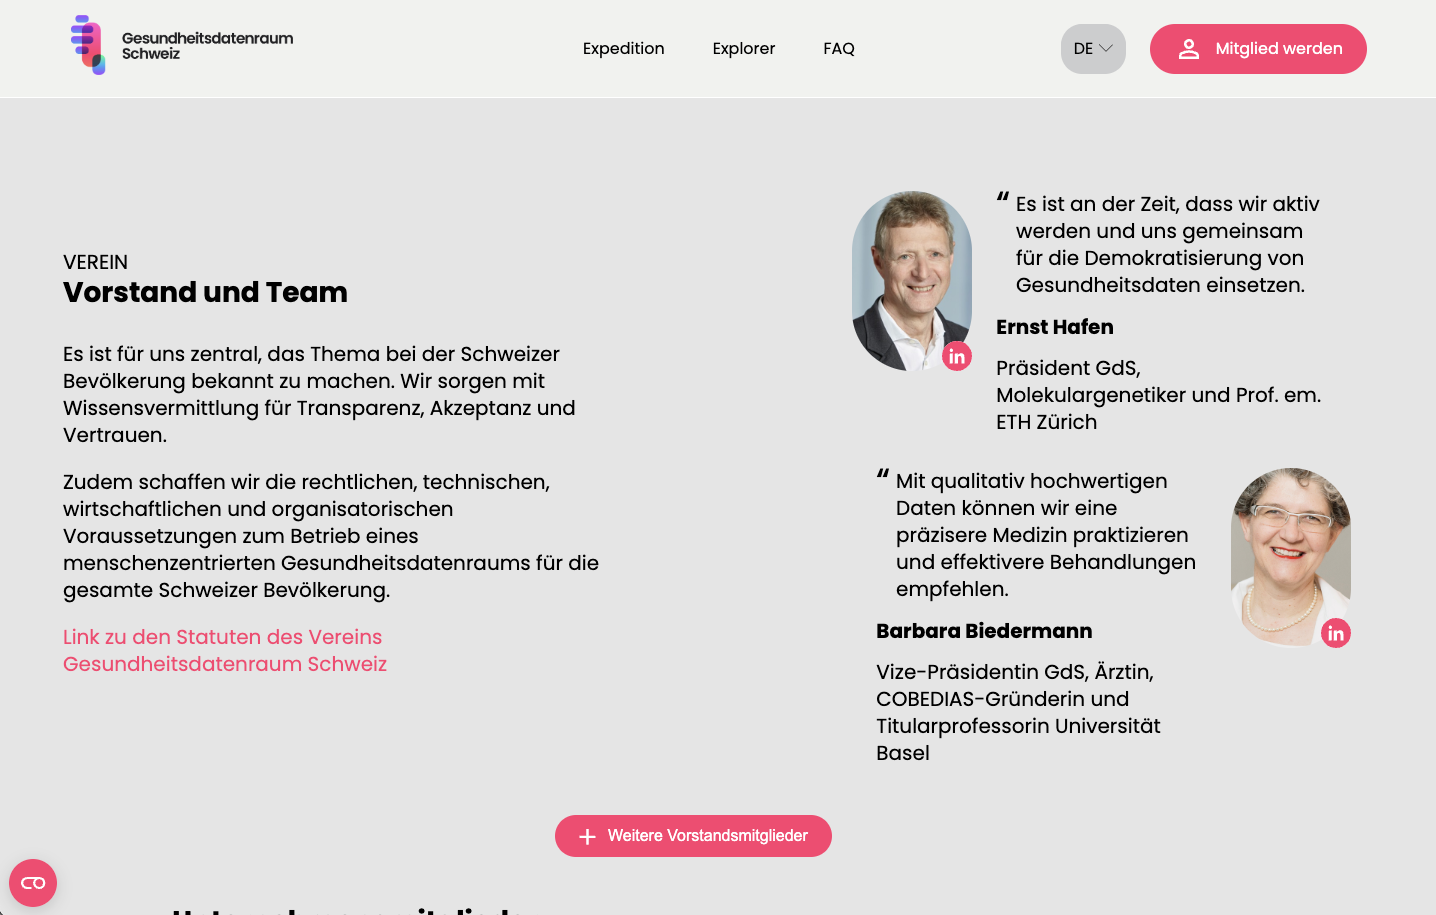 Gesundheitsdatenraum
Schweiz
Expedition
Explorer
FAQ
DE
Mitglied werden
VEREIN
Vorstand und Team
Es ist für uns zentral, das Thema bei der Schweizer
Bevölkerung bekannt zu machen. Wir sorgen mit
Wissensvermittlung für Transparenz, Akzeptanz und
Vertrauen.
Zudem schaffen wir die rechtlichen, technischen,
wirtschaftlichen und organisatorischen
Voraussetzungen zum Betrieb eines
menschenzentrierten Gesundheitsdatenraums für die
gesamte Schweizer Bevölkerung.
Link zu den Statuten des Vereins
Gesundheitsdatenraum Schweiz
“ Es ist an der Zeit, dass wir aktiv
werden und uns gemeinsam
für die Demokratisierung von
Gesundheitsdaten einsetzen.
in
Ernst Hafen
Präsident GdS,
Molekulargenetiker und Prof. em.
ETH Zürich
“ Mit qualitativ hochwertigen
Daten können wir eine
präzisere Medizin praktizieren
und effektivere Behandlungen
empfehlen.
in
Barbara Biedermann
Vize-Präsidentin GdS, Ärztin,
COBEDIAS-Gründerin und
Titularprofessorin Universität
Basel
Weitere Vorstandsmitglieder